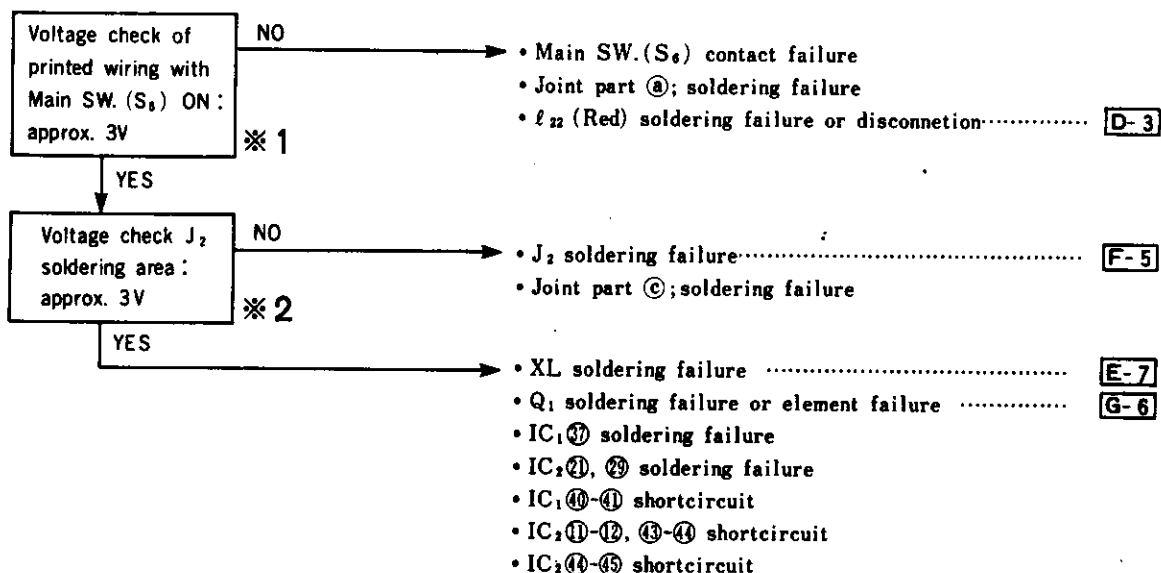 Voltage check of
printed wiring with
Main SW. (S₆) ON :
approx. 3V
※1
NO
• Main SW. (S₆) contact failure
• Joint part ⓐ; soldering failure
• ℓ₂₂ (Red) soldering failure or disconnetion ·············· D-3
YES
Voltage check J₂
soldering area :
approx. 3V
※2
NO
• J₂ soldering failure ·············· F-5
• Joint part ⓒ; soldering failure
YES
• XL soldering failure ·············· E-7
• Q₁ soldering failure or element failure ·············· G-6
• IC₁㊲ soldering failure
• IC₂㉑, ㉙ soldering failure
• IC₁㊵-㊶ shortcircuit
• IC₂⑪-⑫, ㊸-㊹ shortcircuit
• IC₂㊹-㊺ shortcircuit